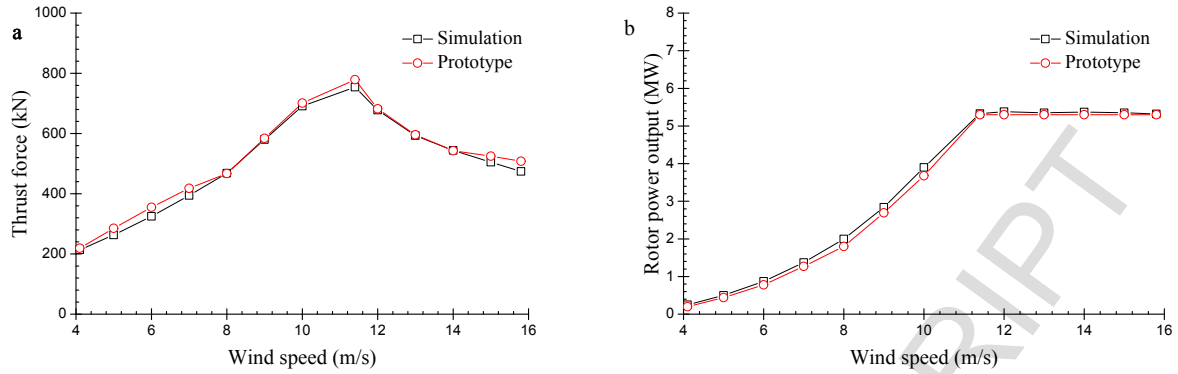 a
1000
800
600
400
200
0
Thrust force (kN)
Simulation
Prototype
4 6 8 10 12 14 16
Wind speed (m/s)
b
8
7
6
5
4
3
2
1
0
Rotor power output (MW)
Simulation
Prototype
4 6 8 10 12 14 16
Wind speed (m/s)
RIPT